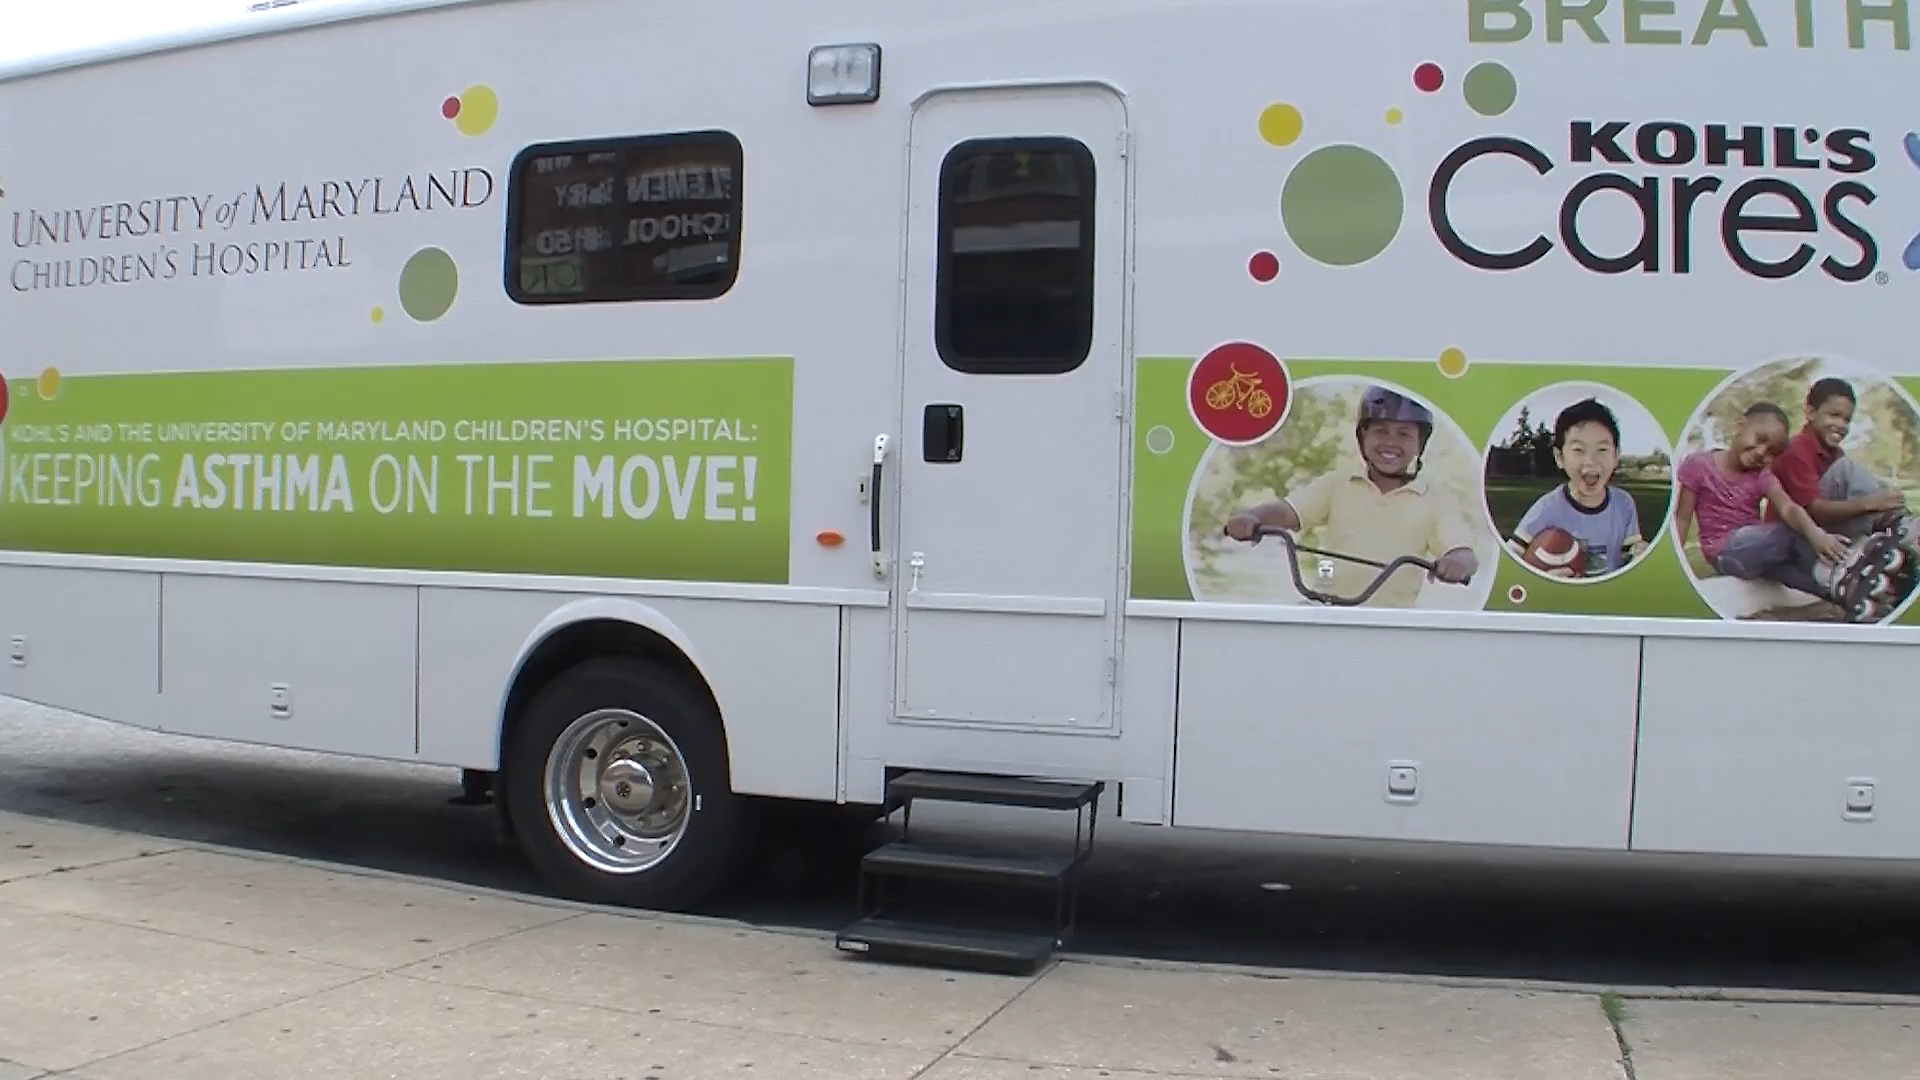 BREATH
KOHL'S
Cares
UNIVERSITY of MARYLAND
CHILDREN'S HOSPITAL
KOHL'S AND THE UNIVERSITY OF MARYLAND CHILDREN'S HOSPITAL:
KEEPING ASTHMA ON THE MOVE!